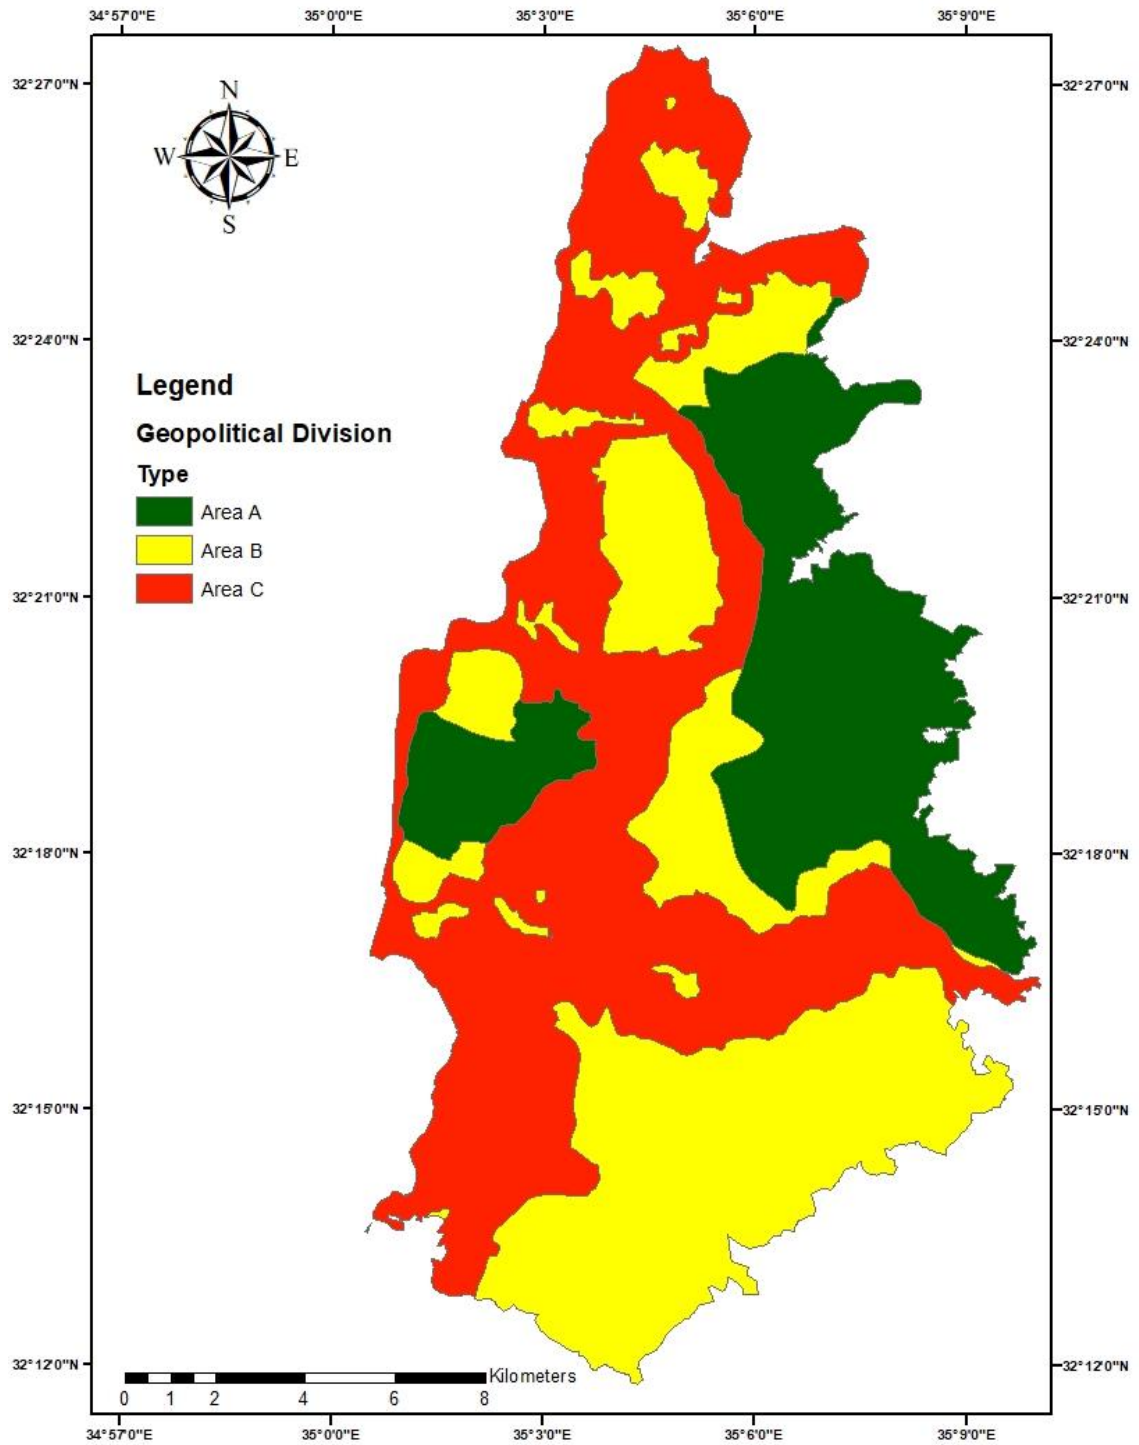 34°57'0"E 35°0'0"E 35°3'0"E 35°6'0"E 35°9'0"E
32°27'0"N 32°27'0"N
N
W E
S
32°24'0"N 32°24'0"N
Legend
Geopolitical Division
Type
Area A
Area B
Area C
32°21'0"N 32°21'0"N
32°18'0"N 32°18'0"N
32°15'0"N 32°15'0"N
32°12'0"N 32°12'0"N
Kilometers
0 1 2 4 6 8
34°57'0"E 35°0'0"E 35°3'0"E 35°6'0"E 35°9'0"E